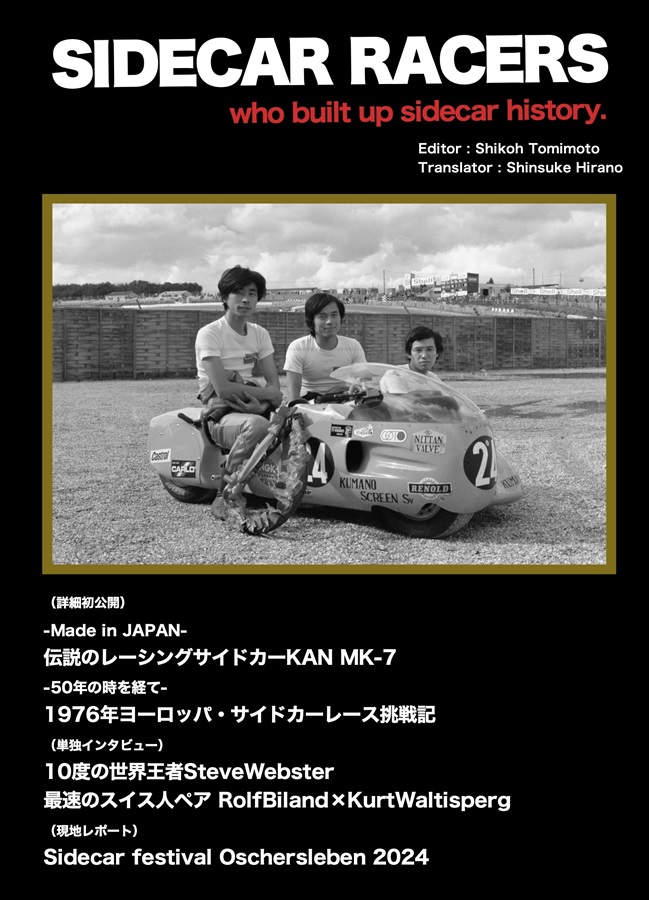 SIDECAR RACERS
who built up sidecar history.
Editor : Shikoh Tomimoto
Translator : Shinsuke Hirano
Shell
Shell
Castrol
CARLO
24
NITTAN
VALVE
24
KUMANO
SCREEN Sv
RENOLD
（詳細初公開）
-Made in JAPAN-
伝説のレーシングサイドカーKAN MK-7
-50年の時を経て-
1976年ヨーロッパ・サイドカーレース挑戦記
（単独インタビュー）
10度の世界王者SteveWebster
最速のスイス人ペア RolfBiland×KurtWaltisperg
（現地レポート）
Sidecar festival Oschersleben 2024